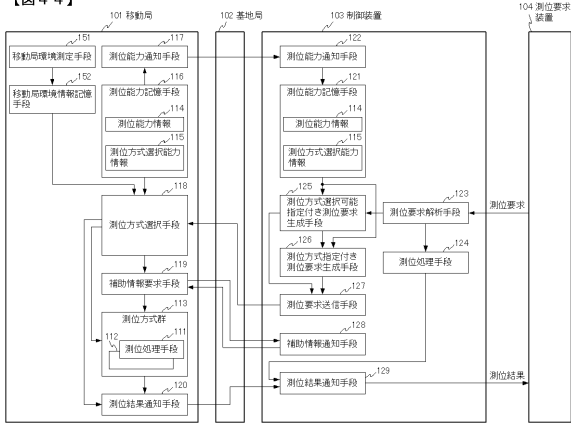 【図４４】
101 移動局
102 基地局
103 制御装置
104 測位要求
装置
151
移動局環境測定手段
152
移動局環境情報記憶
手段
117
測位能力通知手段
116
測位能力記憶手段
114
測位能力情報
115
測位方式選択能力
情報
118
測位方式選択手段
119
補助情報要求手段
113
測位方式群
112
111
測位処理手段
120
測位結果通知手段
122
測位能力通知手段
121
測位能力記憶手段
114
測位能力情報
115
測位方式選択能力
情報
125
測位方式選択可能
指定付き測位要求
生成手段
126
測位方式指定付き
測位要求生成手段
127
測位要求送信手段
128
補助情報通知手段
129
測位結果通知手段
123
測位要求解析手段
124
測位処理手段
測位要求
測位結果